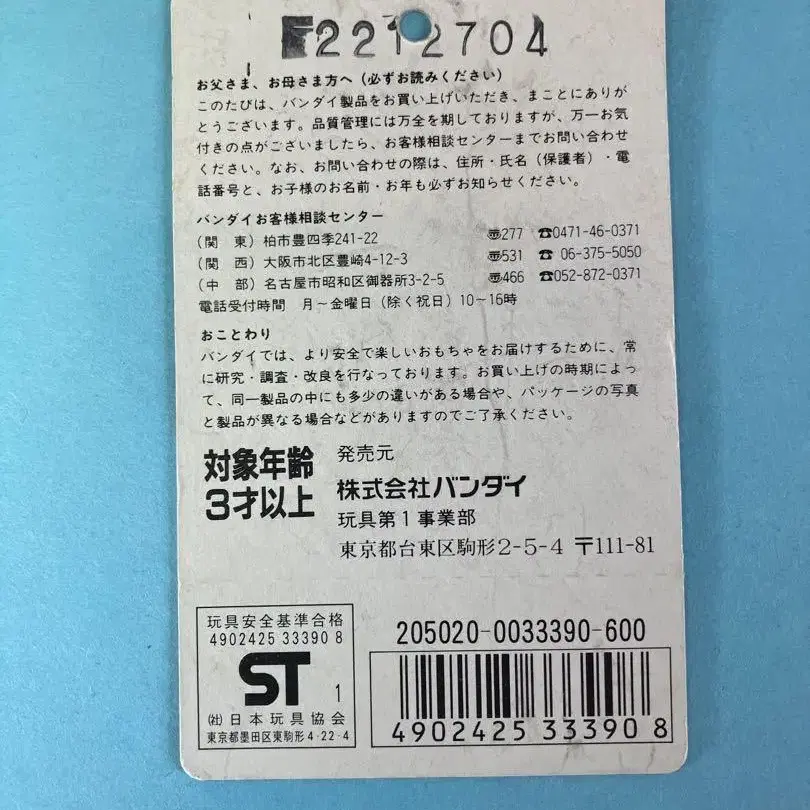 2212704
お父さま、お母さま方へ（必ずお読みください）
このたびは、バンダイ製品をお買い上げいただき、まことにありが
とうございます。品質管理には万全を期しておりますが、万一お気
付きの点がございましたら、お客様相談センターまでお問い合わせ
ください。なお、お問い合わせの際は、住所・氏名（保護者）・電
話番号と、お子様のお名前・お年も必ずお知らせください。
バンダイお客様相談センター
（関　東）柏市豊四季241-22 〠277 ☎0471-46-0371
（関　西）大阪市北区豊崎4-12-3 〠531 ☎06-375-5050
（中　部）名古屋市昭和区御器所3-2-5 〠466 ☎052-872-0371
電話受付時間　月～金曜日（除く祝日）10～16時
おことわり
バンダイでは、より安全で楽しいおもちゃをお届けするために、常
に研究・調査・改良を行なっております。お買い上げの時期によっ
て、同一製品の中にも多少の違いがある場合や、パッケージの写真
と製品が異なる場合などがありますのでご了承ください。
対象年齢
3才以上
発売元
株式会社バンダイ
玩具第1事業部
東京都台東区駒形2-5-4 〒111-81
玩具安全基準合格
4902425 33390 8
ST 1
㈳日本玩具協会
東京都墨田区東駒形4-22-4
205020-0033390-600
4902425 333908